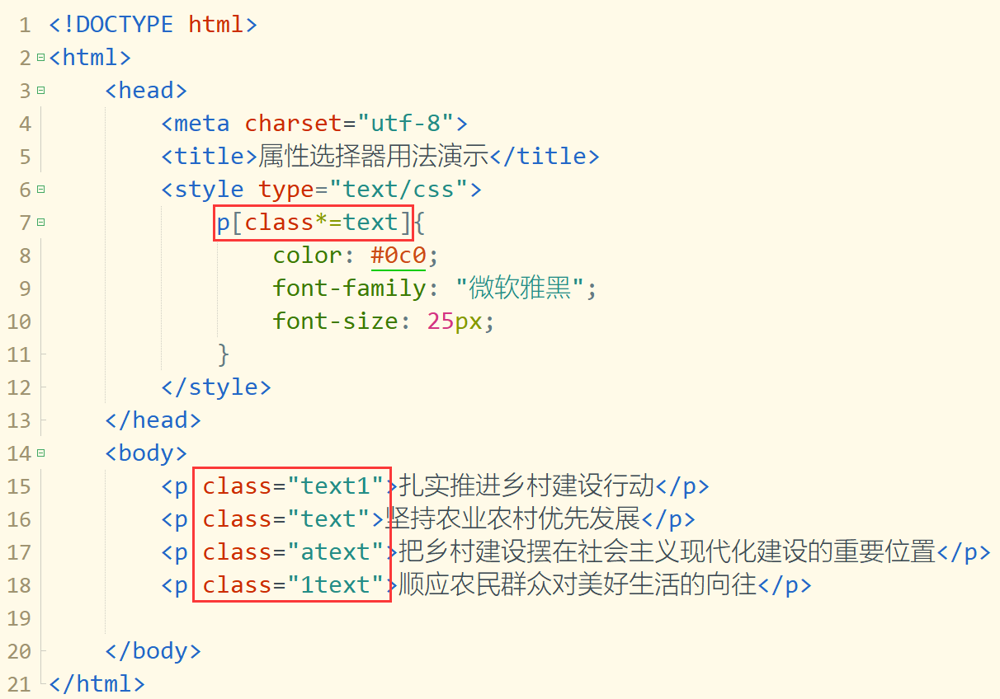 1 <!DOCTYPE html>
2 <html>
3 <head>
4 <meta charset="utf-8">
5 <title>属性选择器用法演示</title>
6 <style type="text/css">
7 p[class*=text]{
8 color: #0c0;
9 font-family: "微软雅黑";
10 font-size: 25px;
11 }
12 </style>
13 </head>
14 <body>
15 <p class="text1">扎实推进乡村建设行动</p>
16 <p class="text">坚持农业农村优先发展</p>
17 <p class="atext">把乡村建设摆在社会主义现代化建设的重要位置</p>
18 <p class="1text">顺应农民群众对美好生活的向往</p>
19
20 </body>
21 </html>